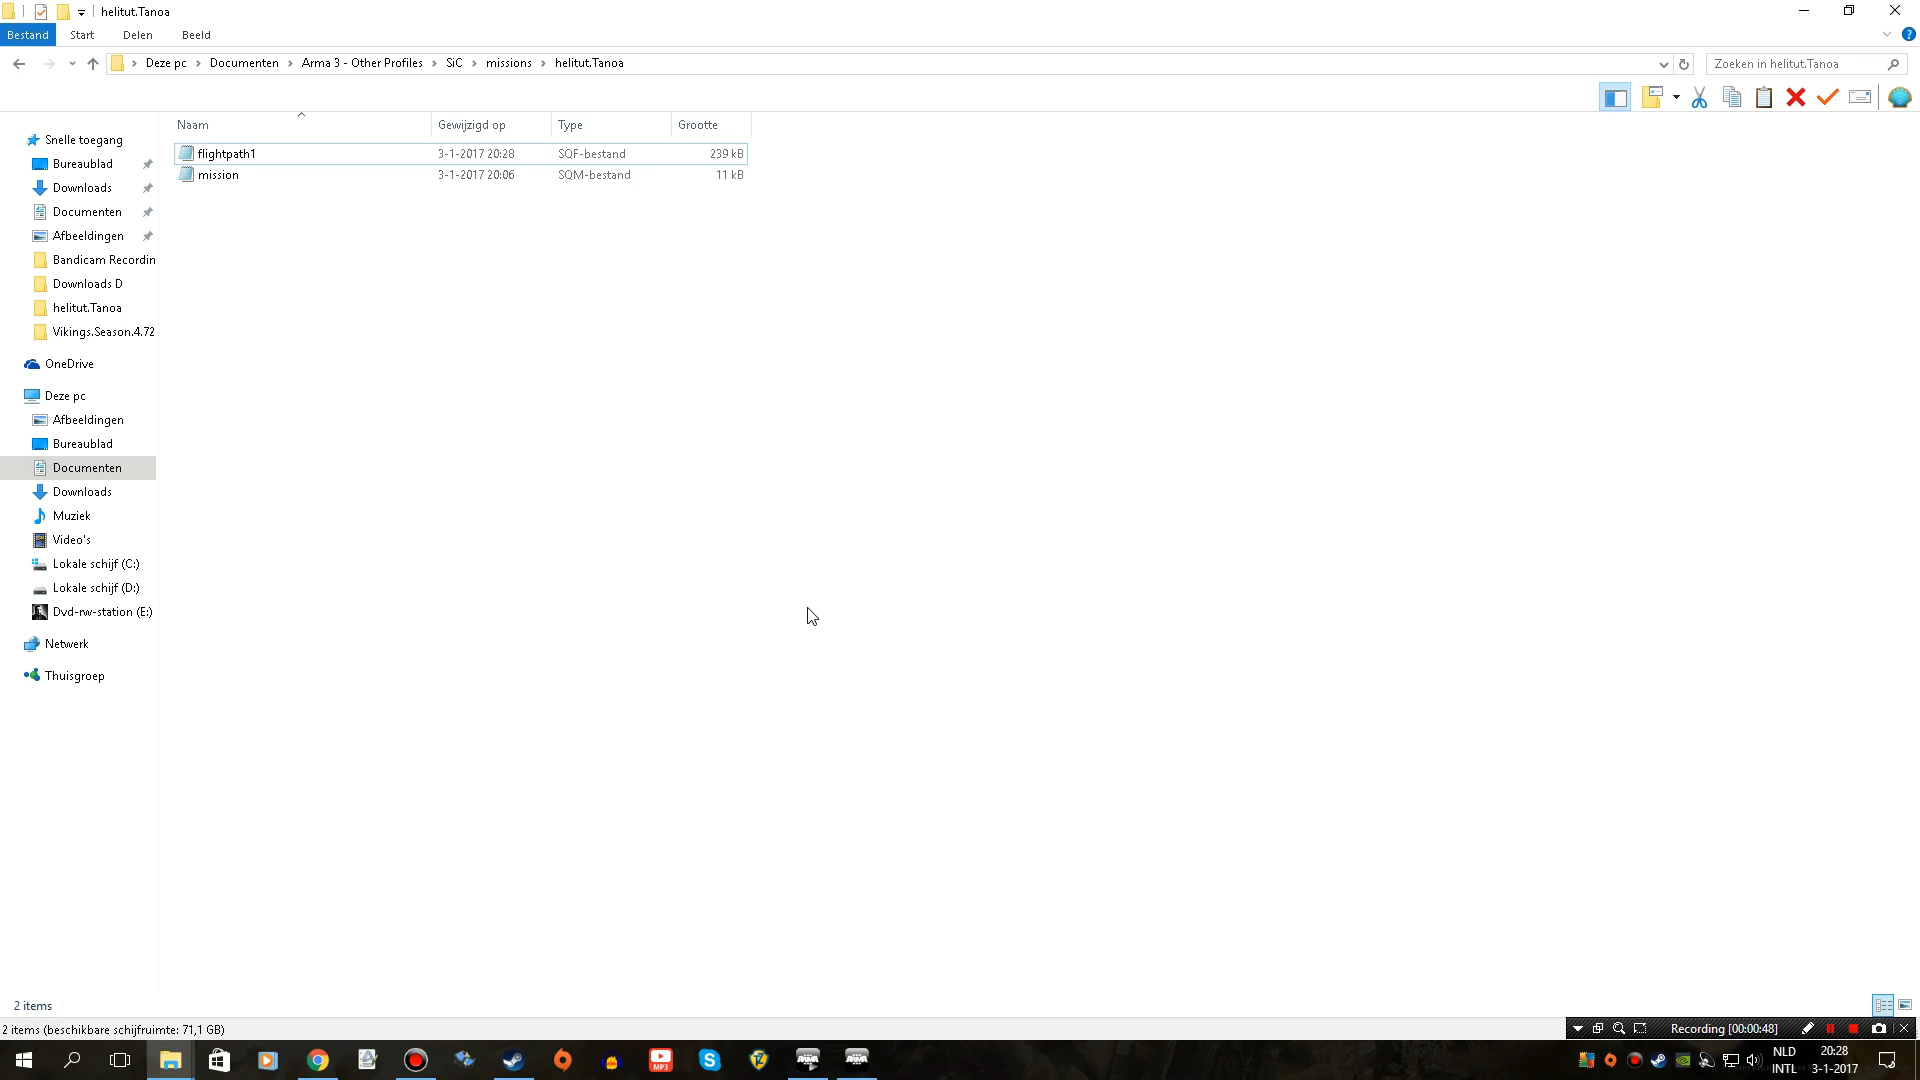 helitut.Tanoa
Bestand Start Delen Beeld
Deze pc Documenten Arma 3 - Other Profiles SiC missions helitut.Tanoa
Zoeken in helitut.Tanoa
Naam Gewijzigd op Type Grootte
flightpath1 3-1-2017 20:28 SQF-bestand 239 kB
mission 3-1-2017 20:06 SQM-bestand 11 kB
Snelle toegang
Bureaublad
Downloads
Documenten
Afbeeldingen
Bandicam Recordin
Downloads D
helitut.Tanoa
Vikings.Season.4.72
OneDrive
Deze pc
Afbeeldingen
Bureaublad
Documenten
Downloads
Muziek
Video's
Lokale schijf (C:)
Lokale schijf (D:)
Dvd-rw-station (E:)
Netwerk
Thuisgroep
2 items
2 items (beschikbare schijfruimte: 71,1 GB)
Recording [00:00:48]
MP3
NLD 20:28
INTL 3-1-2017